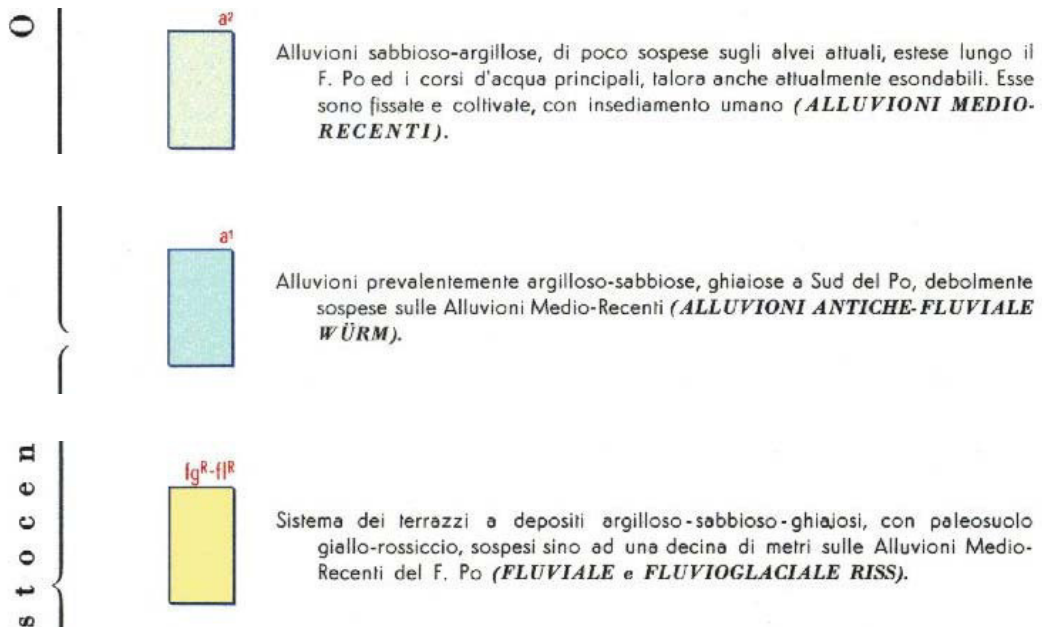 O
a²
Alluvioni sabbioso-argillose, di poco sospese sugli alvei attuali, estese lungo il
F. Po ed i corsi d'acqua principali, talora anche attualmente esondabili. Esse
sono fissate e coltivate, con insediamento umano (ALLUVIONI MEDIO-
RECENTI).
a¹
Alluvioni prevalentemente argilloso-sabbiose, ghiaiose a Sud del Po, debolmente
sospese sulle Alluvioni Medio-Recenti (ALLUVIONI ANTICHE-FLUVIALE
WÜRM).
stocen
fgᴿ-flᴿ
Sistema dei terrazzi a depositi argilloso-sabbioso-ghiajosi, con paleosuolo
giallo-rossiccio, sospesi sino ad una decina di metri sulle Alluvioni Medio-
Recenti del F. Po (FLUVIALE e FLUVIOGLACIALE RISS).